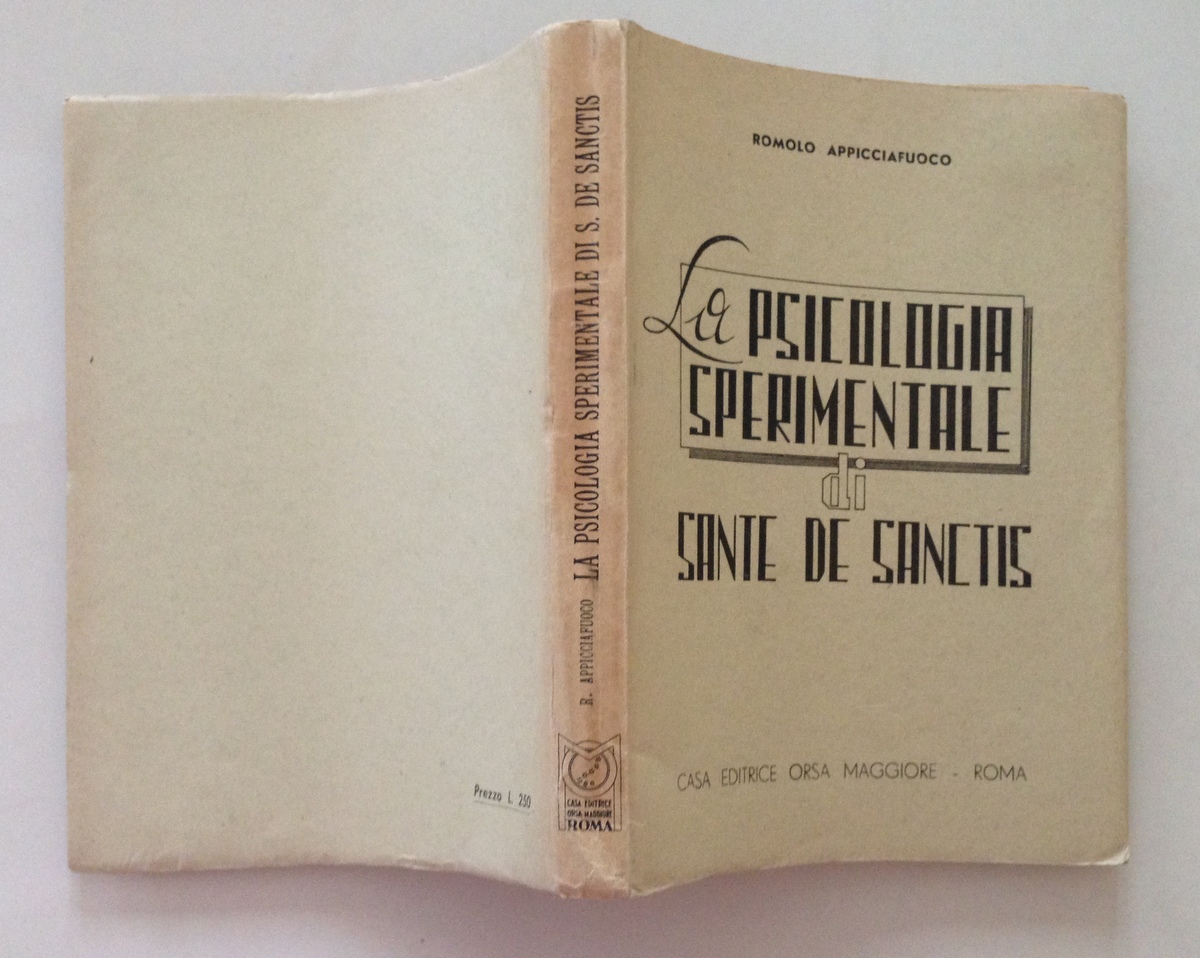 ROMOLO APPICCIAFUOCO
La PSICOLOGIA
SPERIMENTALE
di
SANTE DE SANCTIS
CASA EDITRICE ORSA MAGGIORE - ROMA
R. APPICCIAFUOCO LA PSICOLOGIA SPERIMENTALE DI S. DE SANCTIS
CASA EDITRICE
ORSA MAGGIORE
ROMA
Prezzo L. 250